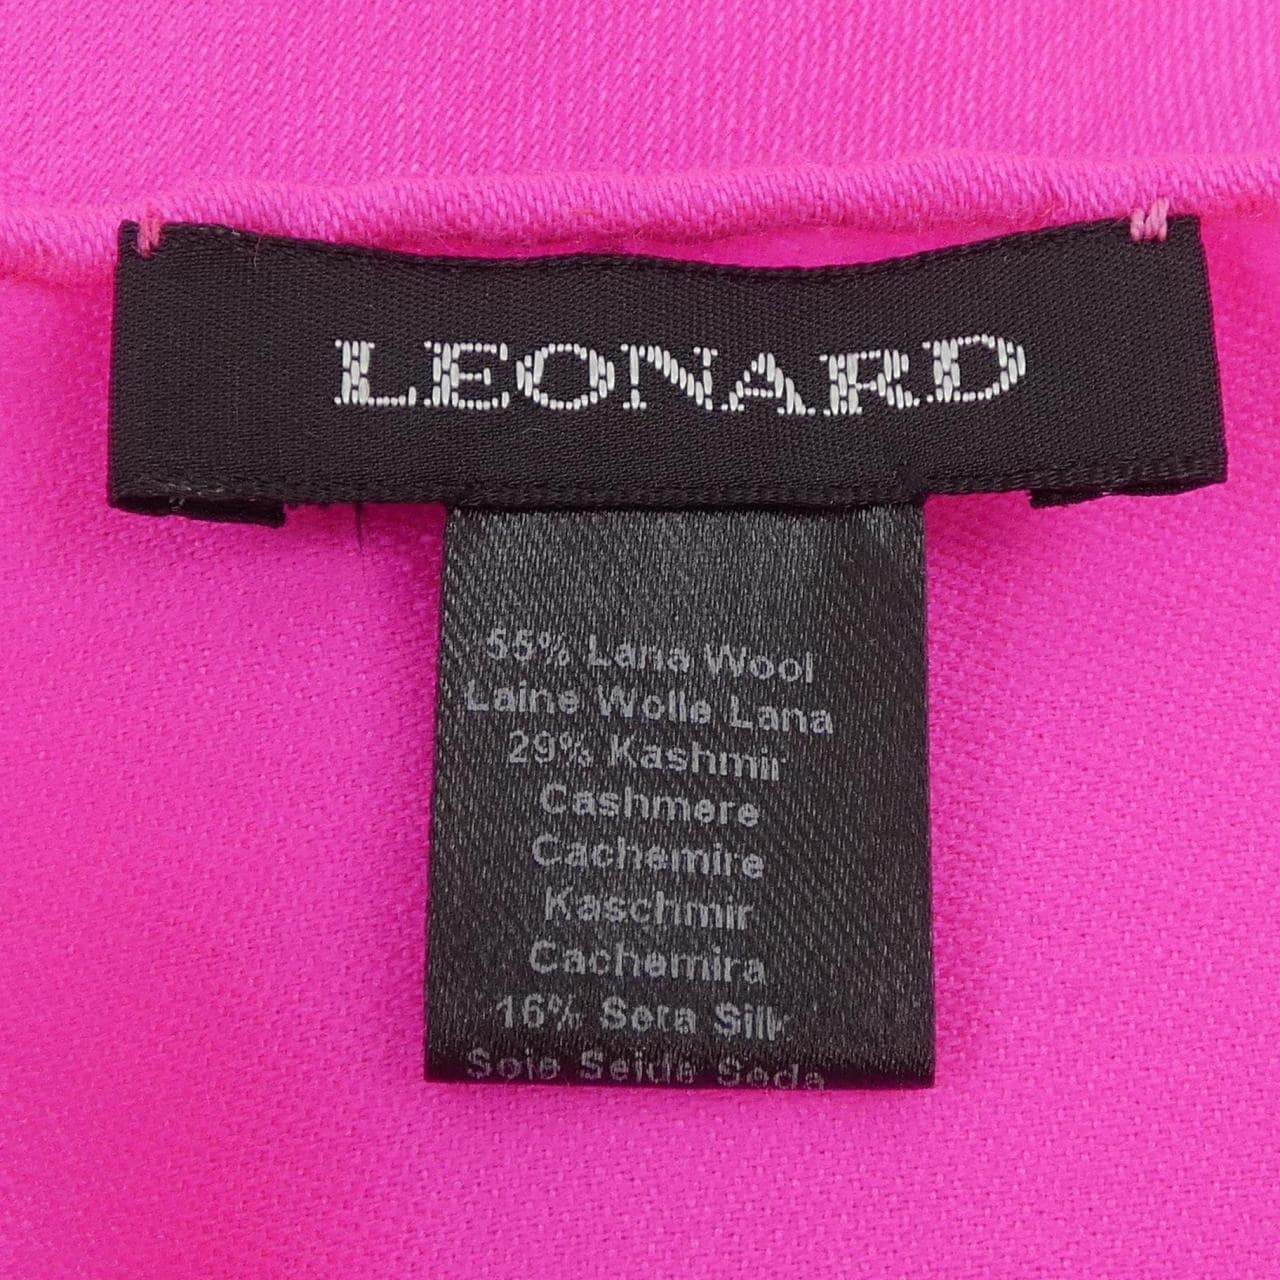 LEONARD
55% Lana Wool
Laine Wolle Lana
29% Kashmir
Cashmere
Cachemire
Kaschmir
Cachemira
16% Seta Silk
Soie Seide Seda